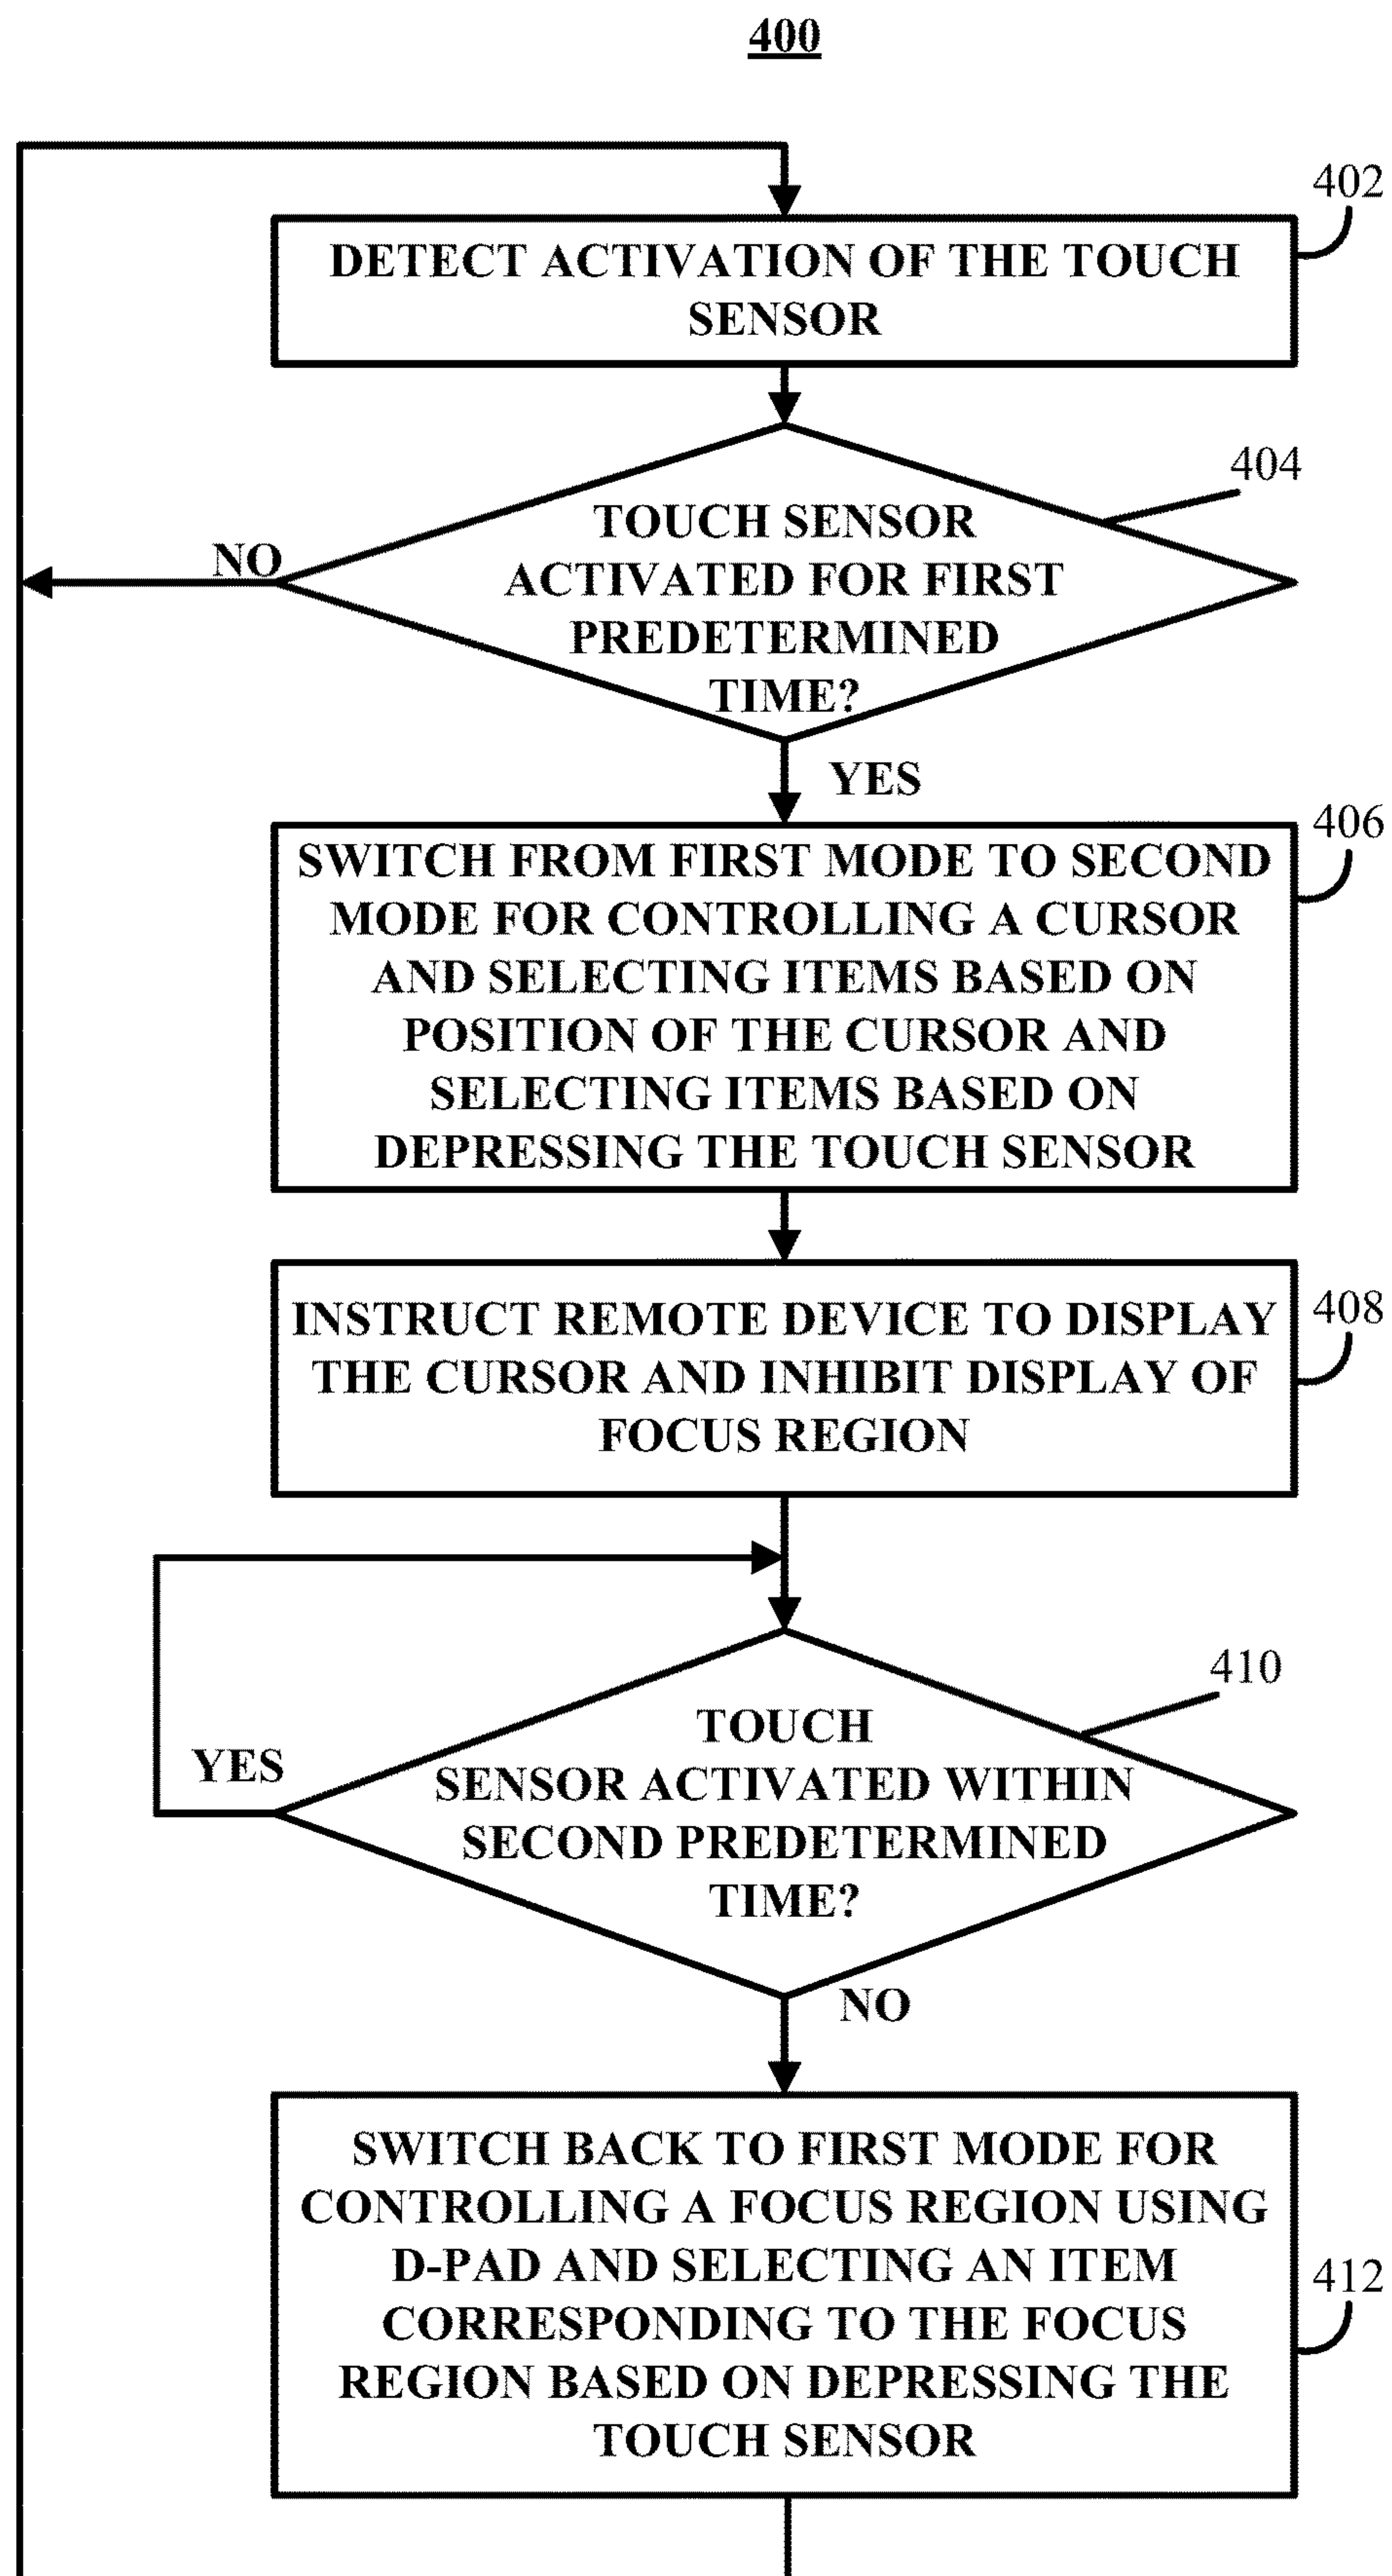 400
402
DETECT ACTIVATION OF THE TOUCH
SENSOR
404
TOUCH SENSOR
ACTIVATED FOR FIRST
PREDETERMINED
TIME?
NO
YES
406
SWITCH FROM FIRST MODE TO SECOND
MODE FOR CONTROLLING A CURSOR
AND SELECTING ITEMS BASED ON
POSITION OF THE CURSOR AND
SELECTING ITEMS BASED ON
DEPRESSING THE TOUCH SENSOR
408
INSTRUCT REMOTE DEVICE TO DISPLAY
THE CURSOR AND INHIBIT DISPLAY OF
FOCUS REGION
410
TOUCH
SENSOR ACTIVATED WITHIN
SECOND PREDETERMINED
TIME?
YES
NO
SWITCH BACK TO FIRST MODE FOR
CONTROLLING A FOCUS REGION USING
D-PAD AND SELECTING AN ITEM
CORRESPONDING TO THE FOCUS
REGION BASED ON DEPRESSING THE
TOUCH SENSOR
412